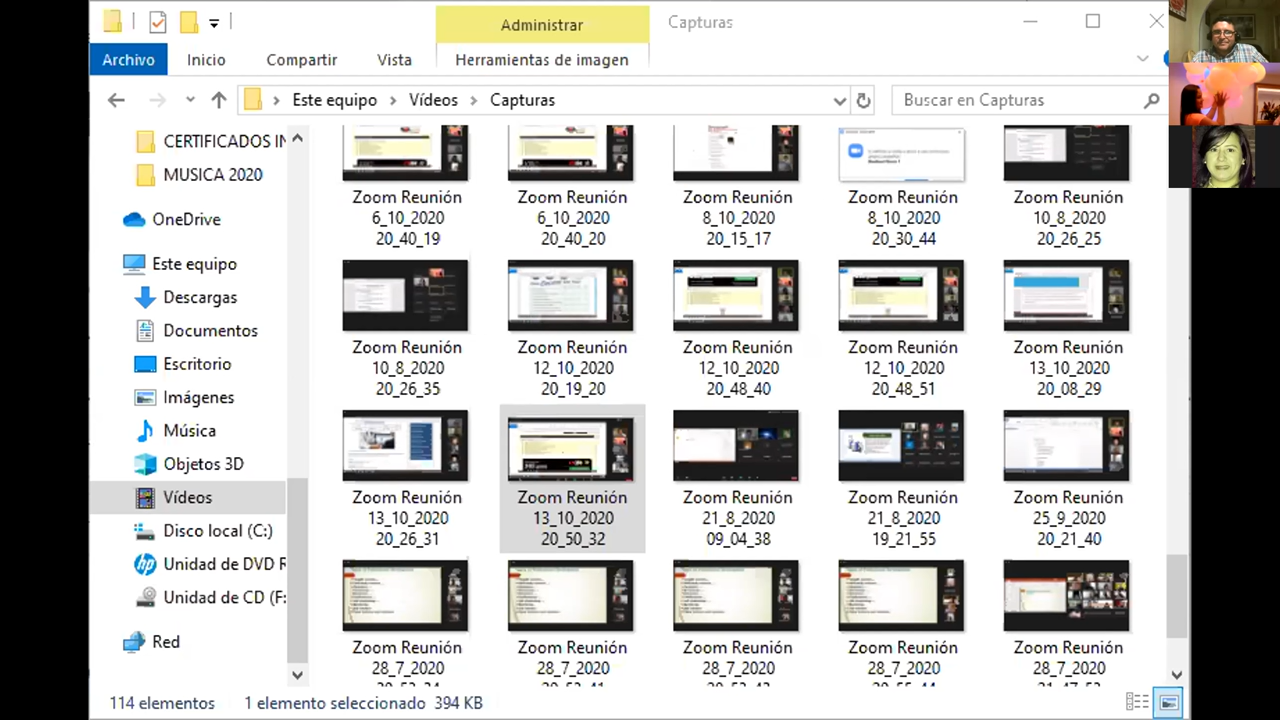 Administrar
Capturas
Archivo
Inicio
Compartir
Vista
Herramientas de imagen
Este equipo
Vídeos
Capturas
Buscar en Capturas
CERTIFICADOS IN
MUSICA 2020
OneDrive
Este equipo
Descargas
Documentos
Escritorio
Imágenes
Música
Objetos 3D
Vídeos
Disco local (C:)
Unidad de DVD R
Unidad de CD (F:
Red
Zoom Reunión
6_10_2020
20_40_19
Zoom Reunión
6_10_2020
20_40_20
Zoom Reunión
8_10_2020
20_15_17
Zoom Reunión
8_10_2020
20_30_44
Zoom Reunión
10_8_2020
20_26_25
Zoom Reunión
10_8_2020
20_26_35
Zoom Reunión
12_10_2020
20_19_20
Zoom Reunión
12_10_2020
20_48_40
Zoom Reunión
12_10_2020
20_48_51
Zoom Reunión
13_10_2020
20_08_29
Zoom Reunión
13_10_2020
20_26_31
Zoom Reunión
13_10_2020
20_50_32
Zoom Reunión
21_8_2020
09_04_38
Zoom Reunión
21_8_2020
19_21_55
Zoom Reunión
25_9_2020
20_21_40
Zoom Reunión
28_7_2020
Zoom Reunión
28_7_2020
Zoom Reunión
28_7_2020
Zoom Reunión
28_7_2020
Zoom Reunión
28_7_2020
114 elementos
1 elemento seleccionado 394 KB